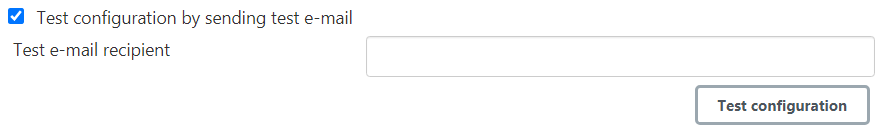 Test configuration by sending test e-mail
Test e-mail recipient
Test configuration